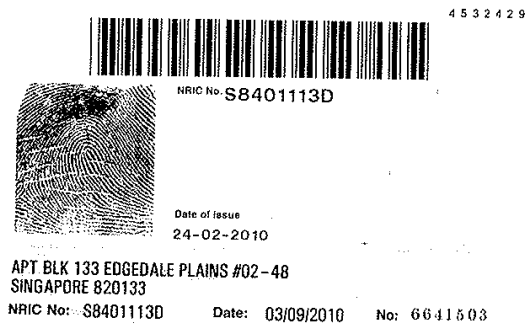 4532429
NRIC No. S8401113D
Date of issue
24-02-2010
APT BLK 133 EDGEDALE PLAINS #02-48
SINGAPORE 820133
NRIC No: S8401113D Date: 03/09/2010 No: 6641503